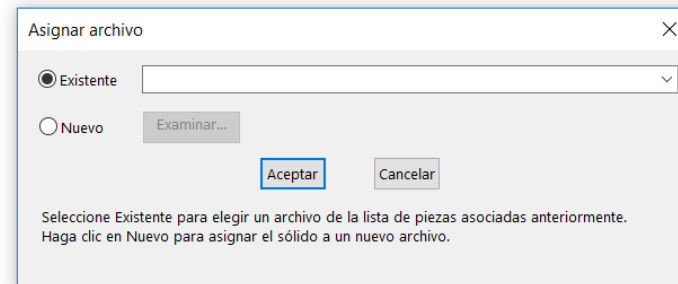 Asignar archivo
Existente
Nuevo Examinar...
Aceptar Cancelar
Seleccione Existente para elegir un archivo de la lista de piezas asociadas anteriormente.
Haga clic en Nuevo para asignar el sólido a un nuevo archivo.